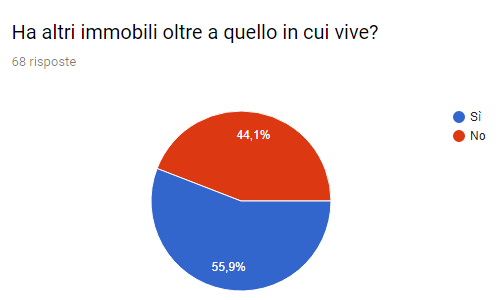 Ha altri immobili oltre a quello in cui vive?
68 risposte
Sì
No
44,1%
55,9%